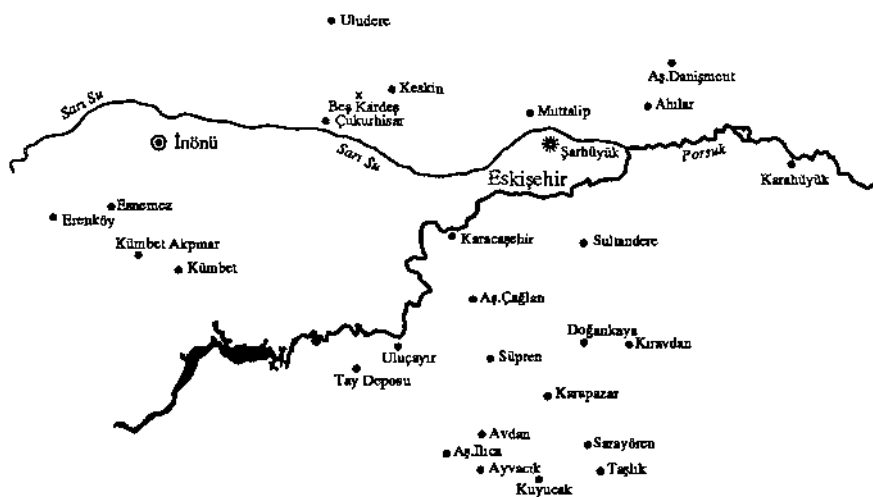 Uludere
Aş.Danişment
Keskin
Beş Kardeş
Çukurhisar
Muttalip
Ahılar
Sarı Su
İnönü
Sarı Su
Şarhüyük
Porsuk
Karahüyük
Eskişehir
Esnemez
Erenköy
Karacaşehir
Sultandere
Kümbet Akpınar
Kümbet
Aş.Çağlan
Doğankaya
Kıravdan
Uluçayır
Süpren
Tay Deposu
Karapazar
Avdan
Sarayören
Aş.Ilıca
Ayvacık
Taşlık
Kuyucak